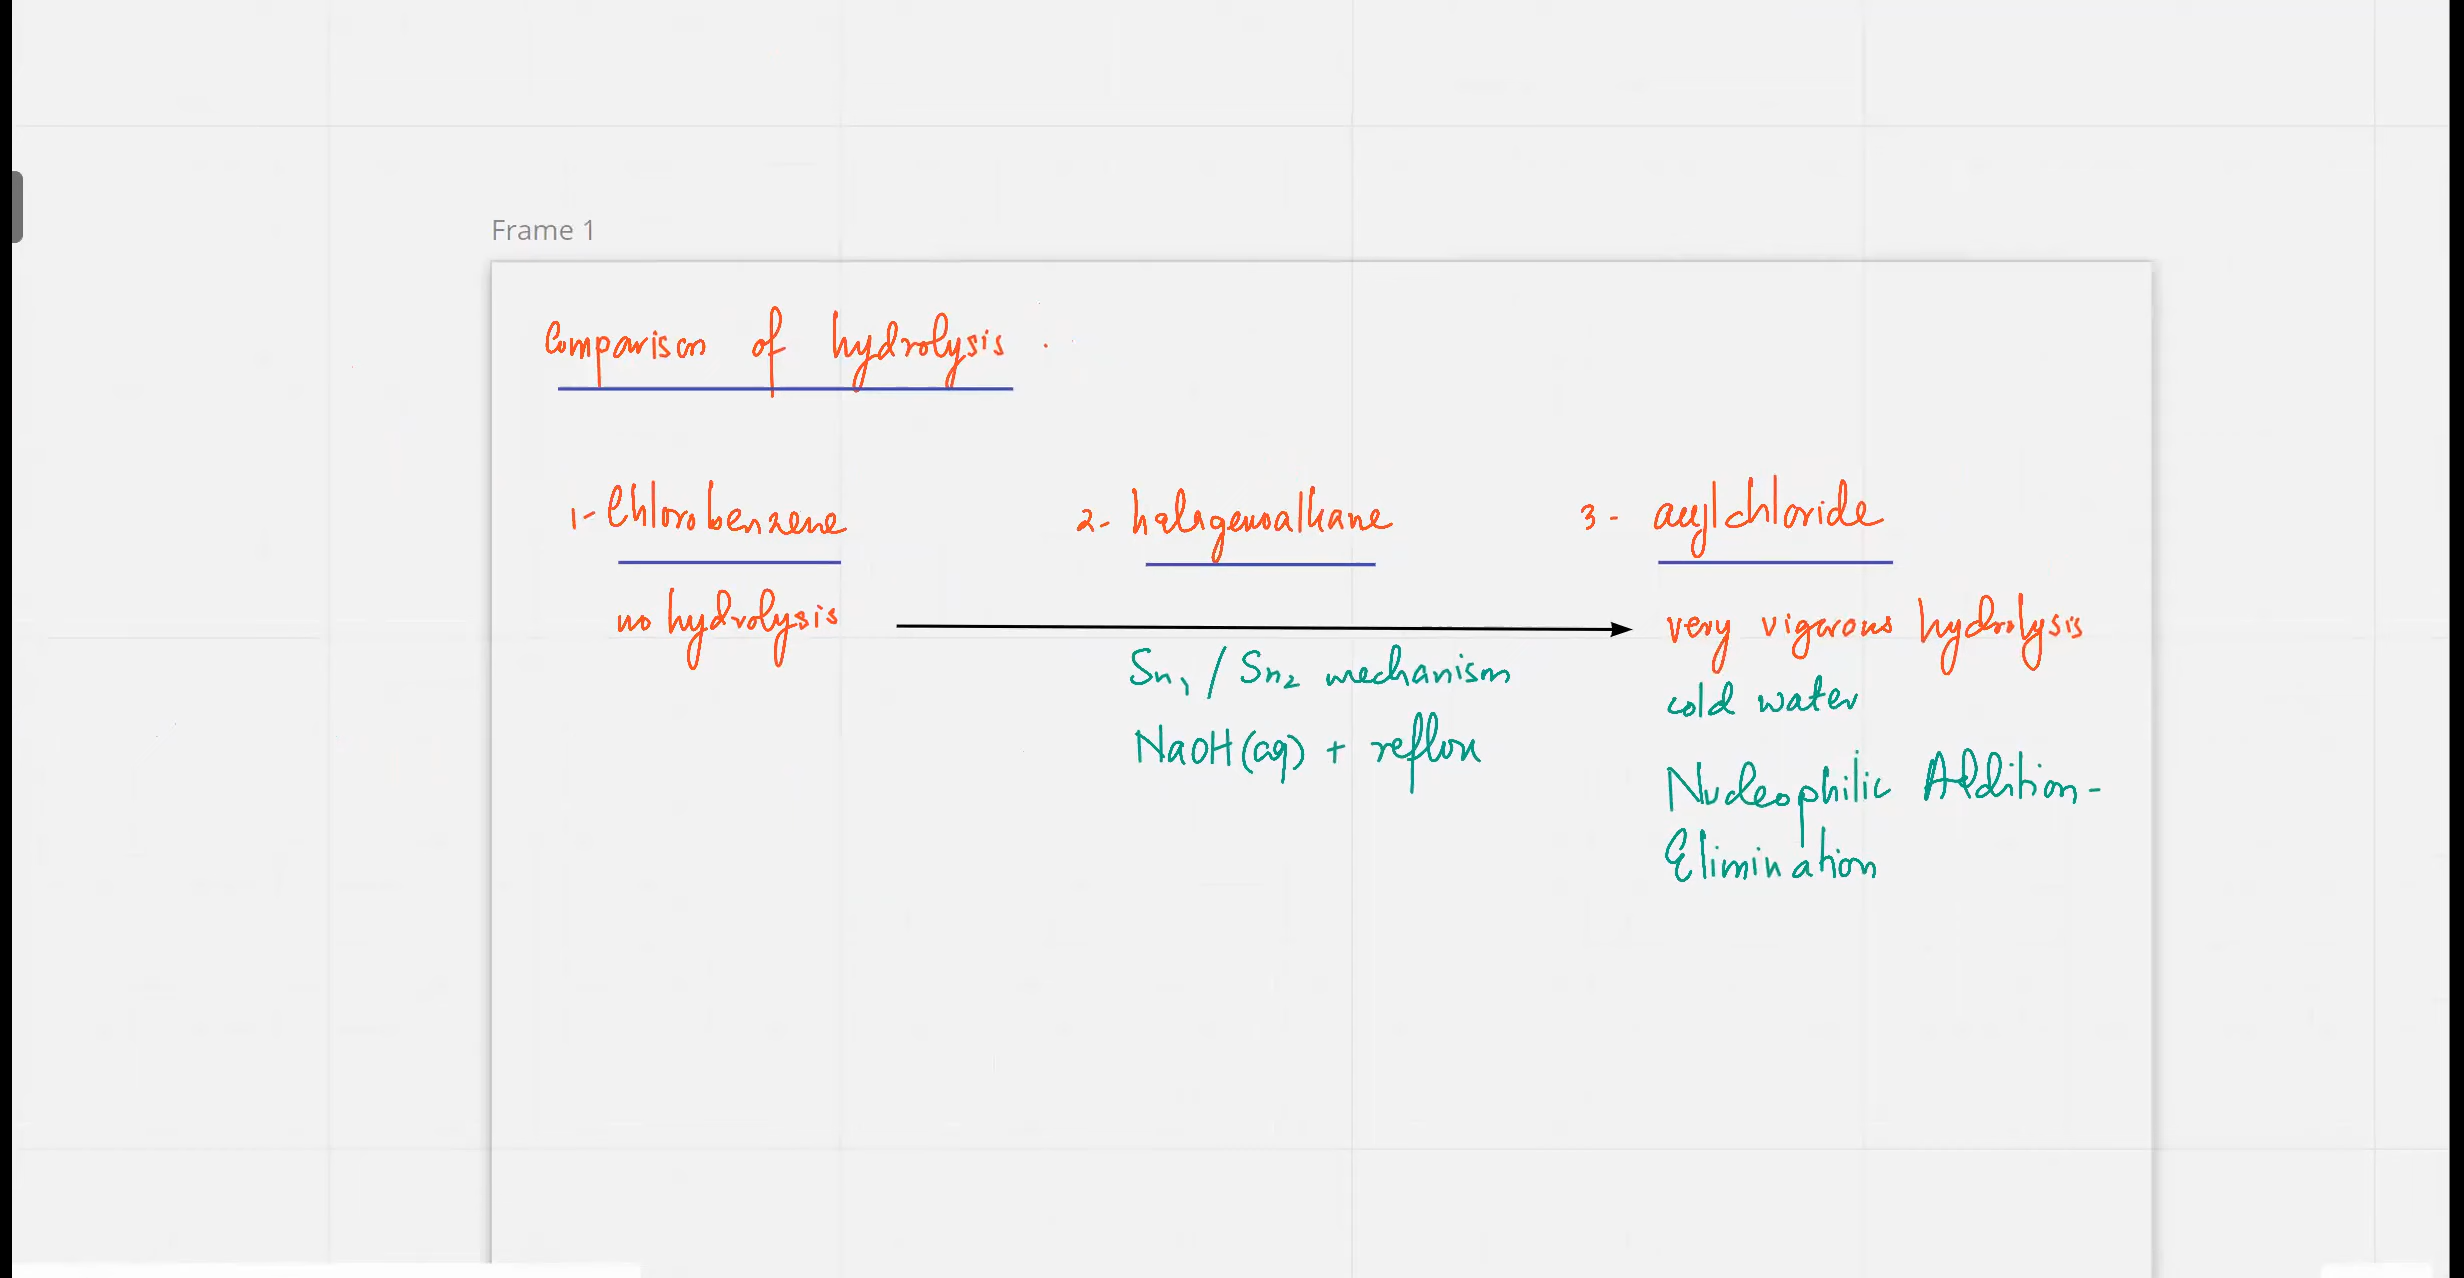 Frame 1
Comparison of hydrolysis .
1- Chlorobenzene
2- halogenoalkane
3 - acylchloride
no hydrolysis
very vigorous hydrolysis
Sn1 / Sn2 mechanism
cold water
NaOH(aq) + reflux
Nucleophilic Addition-
Elimination